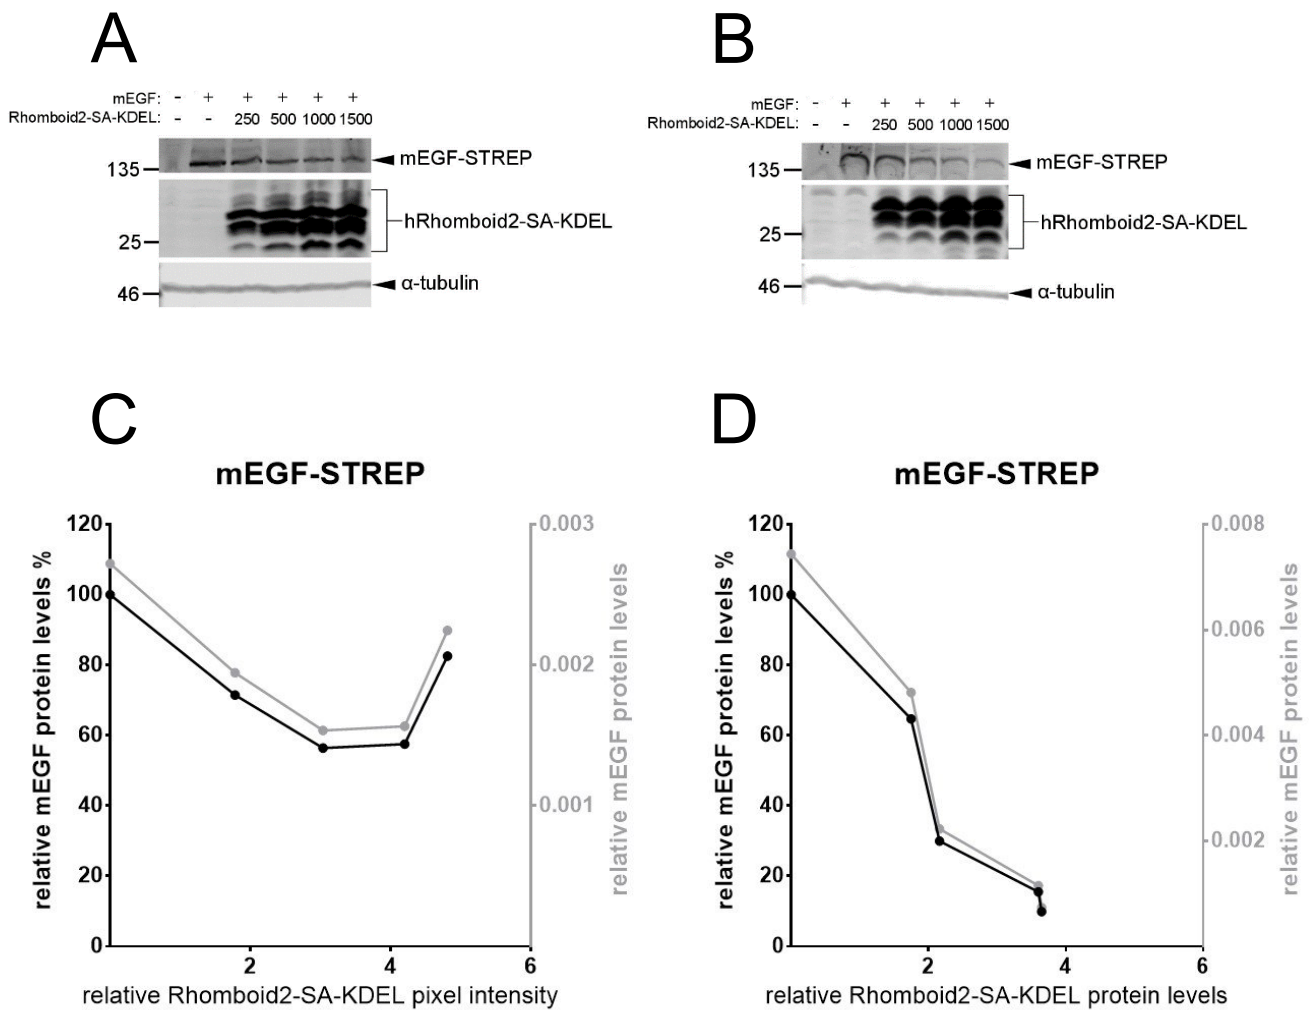 A
mEGF: - + + + + +
Rhomboid2-SA-KDEL: - - 250 500 1000 1500
135
mEGF-STREP
hRhomboid2-SA-KDEL
25
α-tubulin
46
B
mEGF: - + + + + +
Rhomboid2-SA-KDEL: - - 250 500 1000 1500
135
mEGF-STREP
hRhomboid2-SA-KDEL
25
46
α-tubulin
C
mEGF-STREP
relative mEGF protein levels %
120
100
80
60
40
20
0
2 4 6
relative Rhomboid2-SA-KDEL pixel intensity
0.003
0.002
0.001
relative mEGF protein levels
D
mEGF-STREP
relative mEGF protein levels %
120
100
80
60
40
20
0
2 4 6
relative Rhomboid2-SA-KDEL protein levels
0.008
0.006
0.004
0.002
relative mEGF protein levels